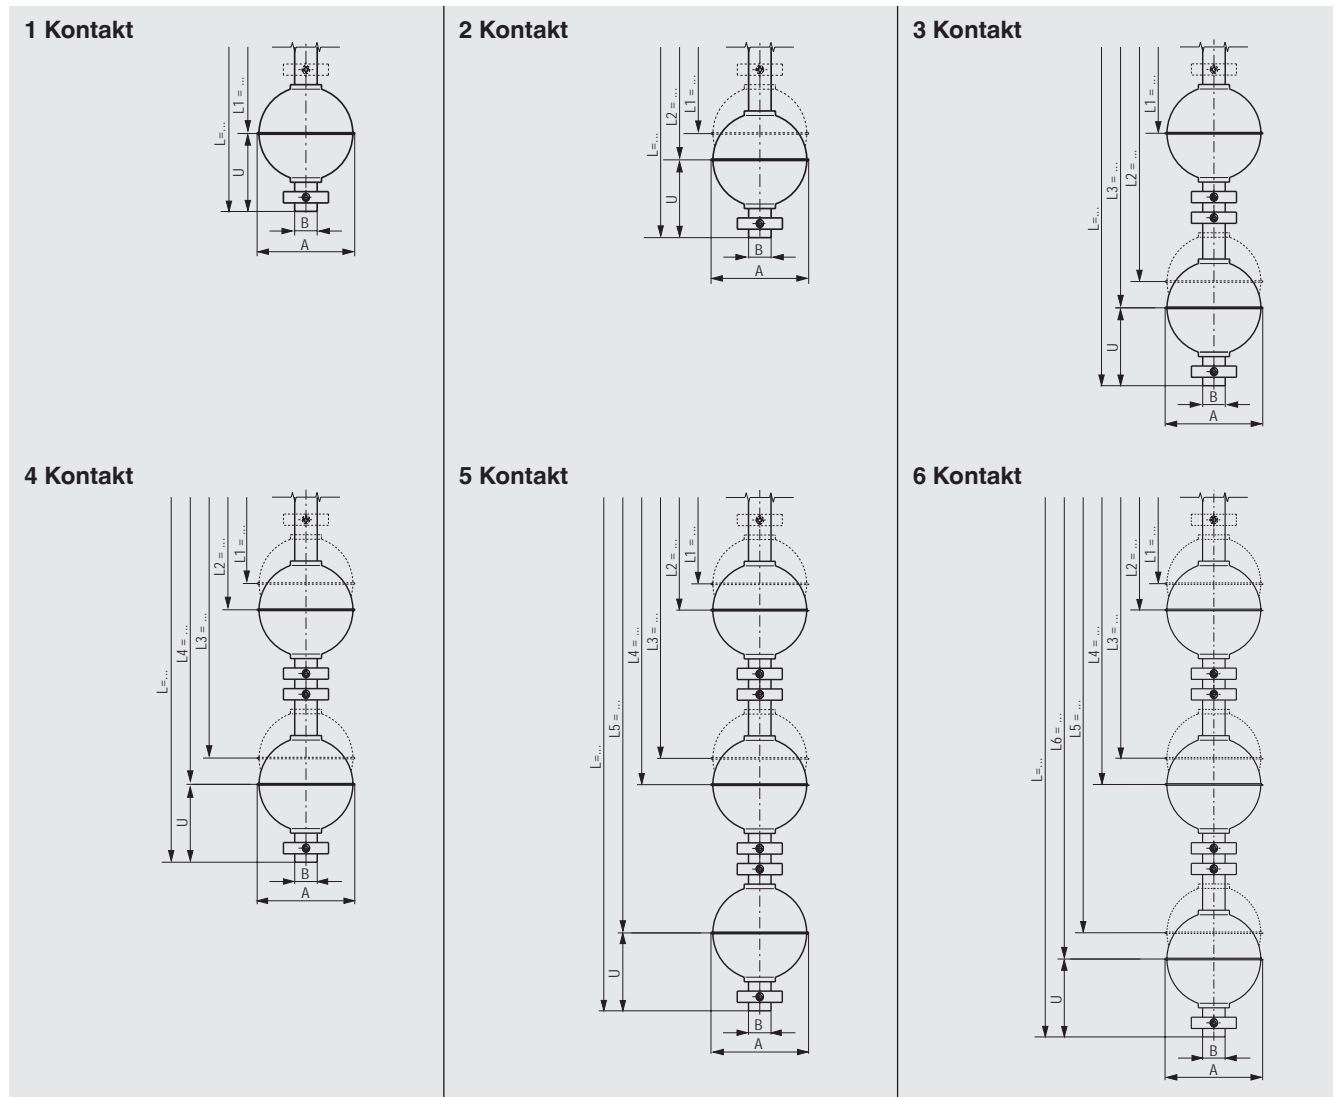 1 Kontakt
L=...
L1 = ...
U
B
A
2 Kontakt
L=...
L2 = ...
L1 = ...
U
B
A
3 Kontakt
L=...
L3 = ...
L2 = ...
L1 = ...
U
B
A
4 Kontakt
L=...
L4 = ...
L3 = ...
L2 = ...
L1 = ...
U
B
A
5 Kontakt
L=...
L5 = ...
L4 = ...
L3 = ...
L2 = ...
L1 = ...
U
B
A
6 Kontakt
L=...
L6 = ...
L5 = ...
L4 = ...
L3 = ...
L2 = ...
L1 = ...
U
B
A